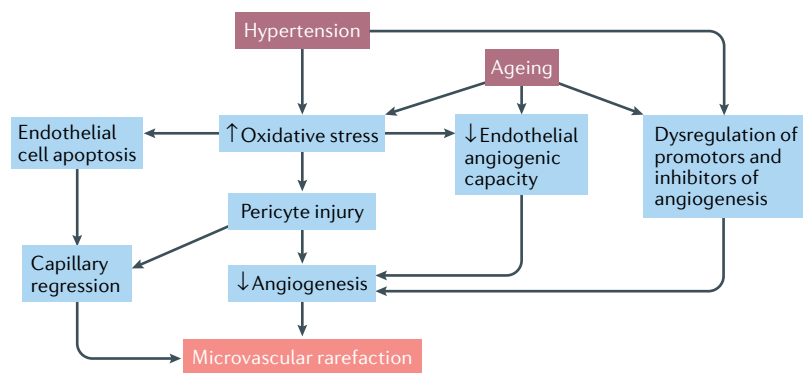 Hypertension
Ageing
Endothelial
cell apoptosis
↑Oxidative stress
↓Endothelial
angiogenic
capacity
Dysregulation of
promotors and
inhibitors of
angiogenesis
Pericyte injury
Capillary
regression
↓Angiogenesis
Microvascular rarefaction